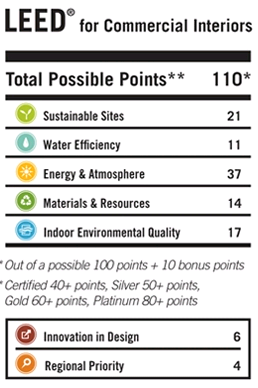 LEED® for Commercial Interiors
Total Possible Points** 110*
Sustainable Sites 21
Water Efficiency 11
Energy & Atmosphere 37
Materials & Resources 14
Indoor Environmental Quality 17
* Out of a possible 100 points + 10 bonus points
* Certified 40+ points, Silver 50+ points,
Gold 60+ points, Platinum 80+ points
Innovation in Design 6
Regional Priority 4